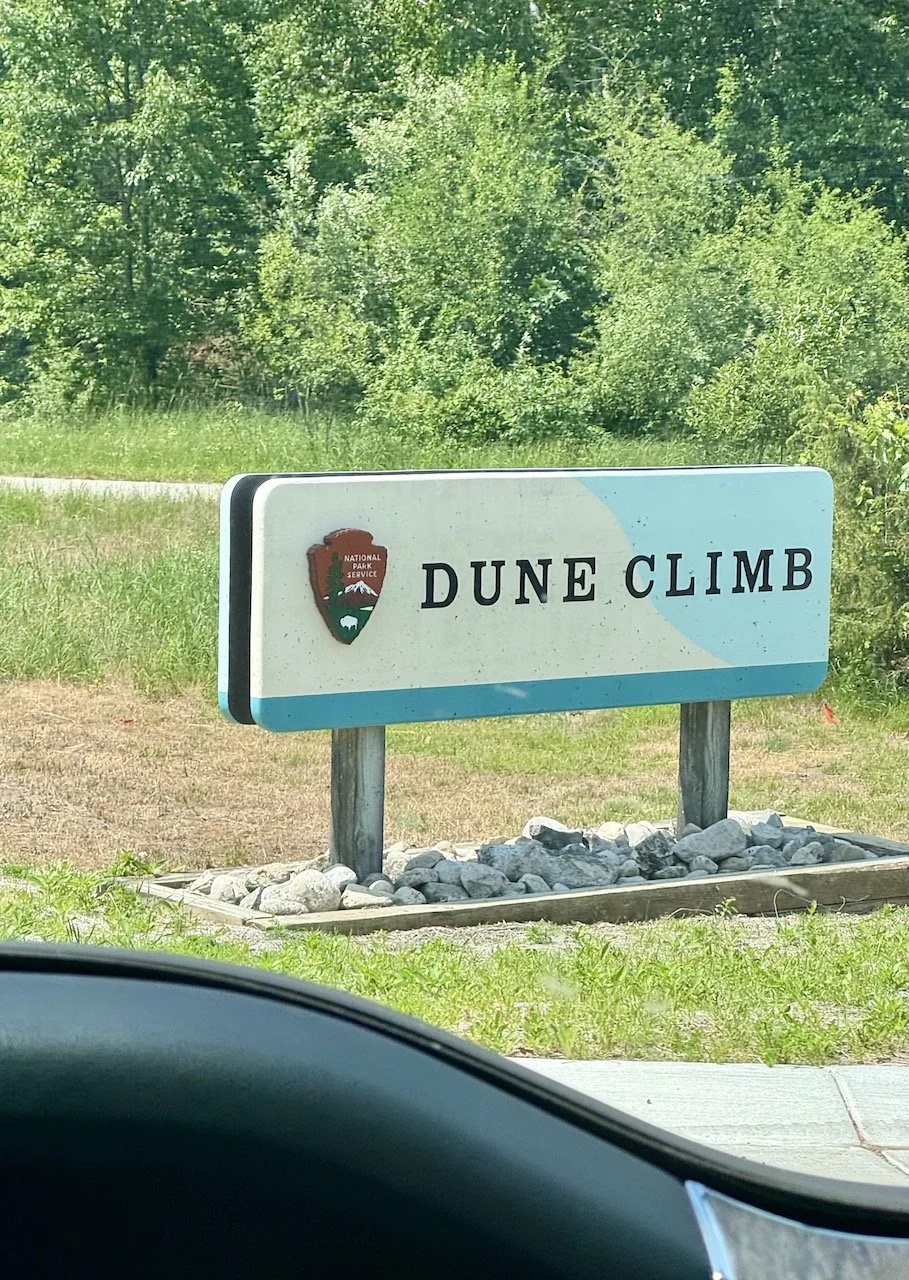 NATIONAL
PARK
SERVICE
DUNE CLIMB